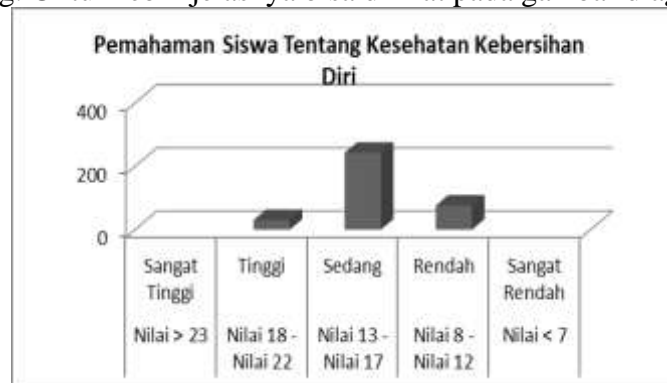 Pemahaman Siswa Tentang Kesehatan Kebersihan
Diri
400
200
0
Sangat Tinggi
Tinggi
Sedang
Rendah
Sangat Rendah
Nilai > 23
Nilai 18 - Nilai 22
Nilai 13 - Nilai 17
Nilai 8 - Nilai 12
Nilai < 7